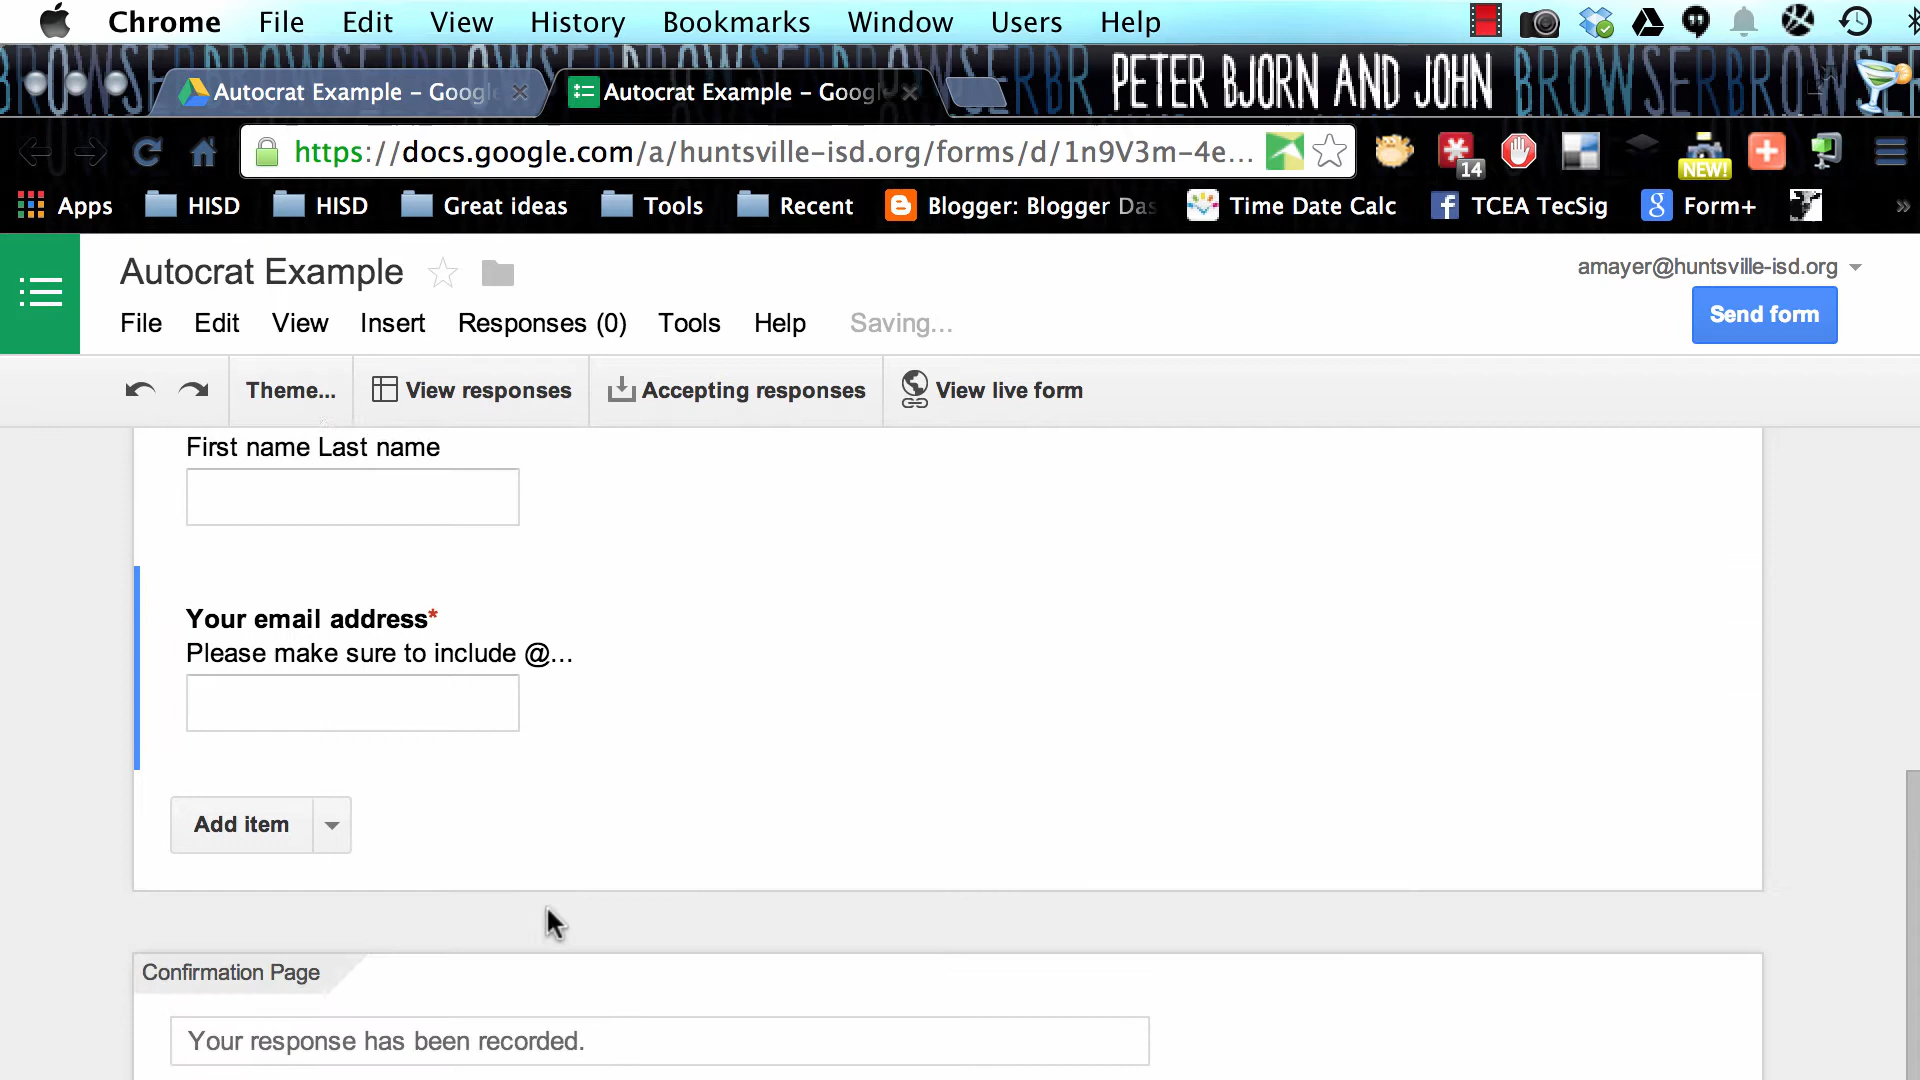 Chrome File Edit View History Bookmarks Window Users Help
Autocrat Example – Googl Autocrat Example – Googl PETER BJORN AND JOHN
https://docs.google.com/a/huntsville-isd.org/forms/d/1n9V3m-4e... 14 NEW!
Apps HISD HISD Great ideas Tools Recent Blogger: Blogger Das Time Date Calc TCEA TecSig Form+ »
Autocrat Example amayer@huntsville-isd.org
File Edit View Insert Responses (0) Tools Help Saving... Send form
Theme... View responses Accepting responses View live form
First name Last name
Your email address*
Please make sure to include @...
Add item
Confirmation Page
Your response has been recorded.